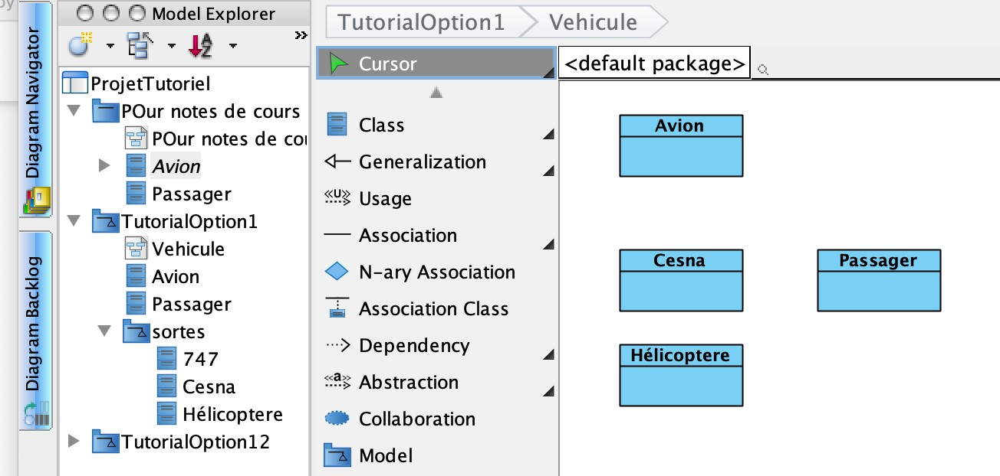 Diagram Navigator
Diagram Backlog
Model Explorer
»
ProjetTutoriel
POur notes de cours
POur notes de cou
Avion
Passager
TutorialOption1
Vehicule
Avion
Passager
sortes
747
Cesna
Hélicoptere
TutorialOption12
TutorialOption1 Vehicule
Cursor
Class
Generalization
«U» Usage
Association
N-ary Association
Association Class
Dependency
«a» Abstraction
Collaboration
Model
<default package>
Avion
Cesna
Passager
Hélicoptere